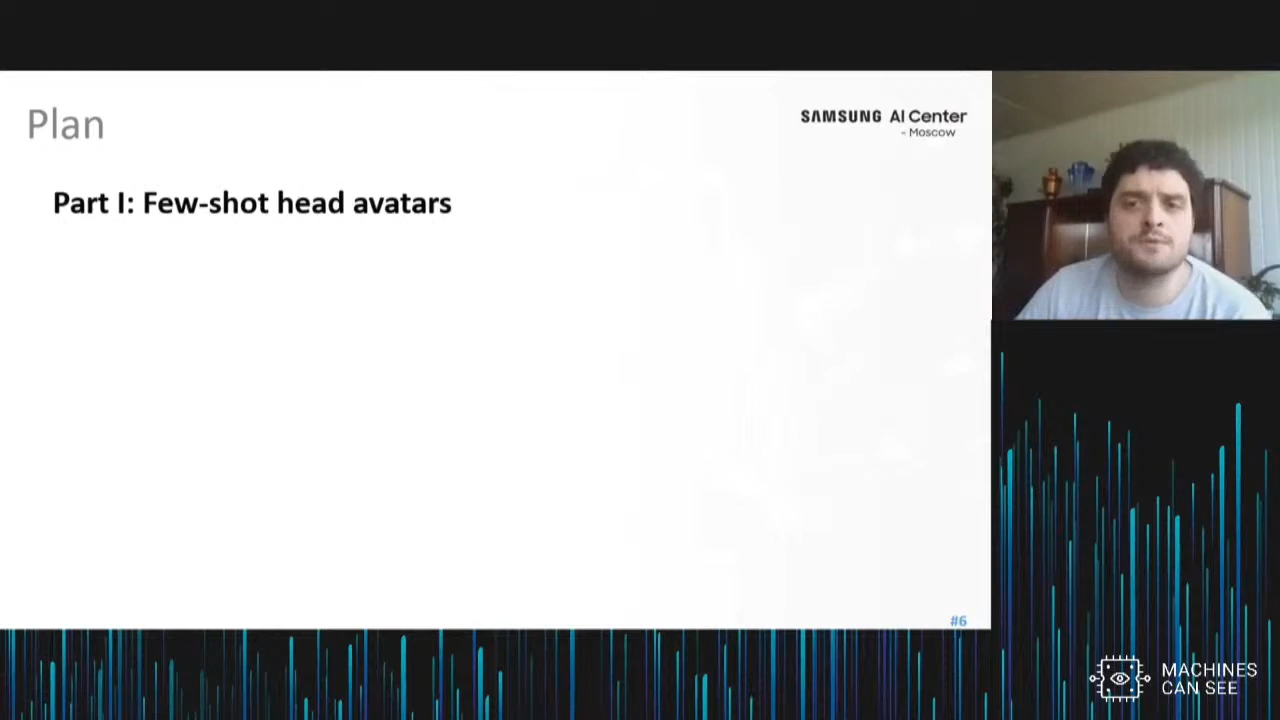 Plan
SAMSUNG AI Center
- Moscow
Part I: Few-shot head avatars
#6
MACHINES
CAN SEE